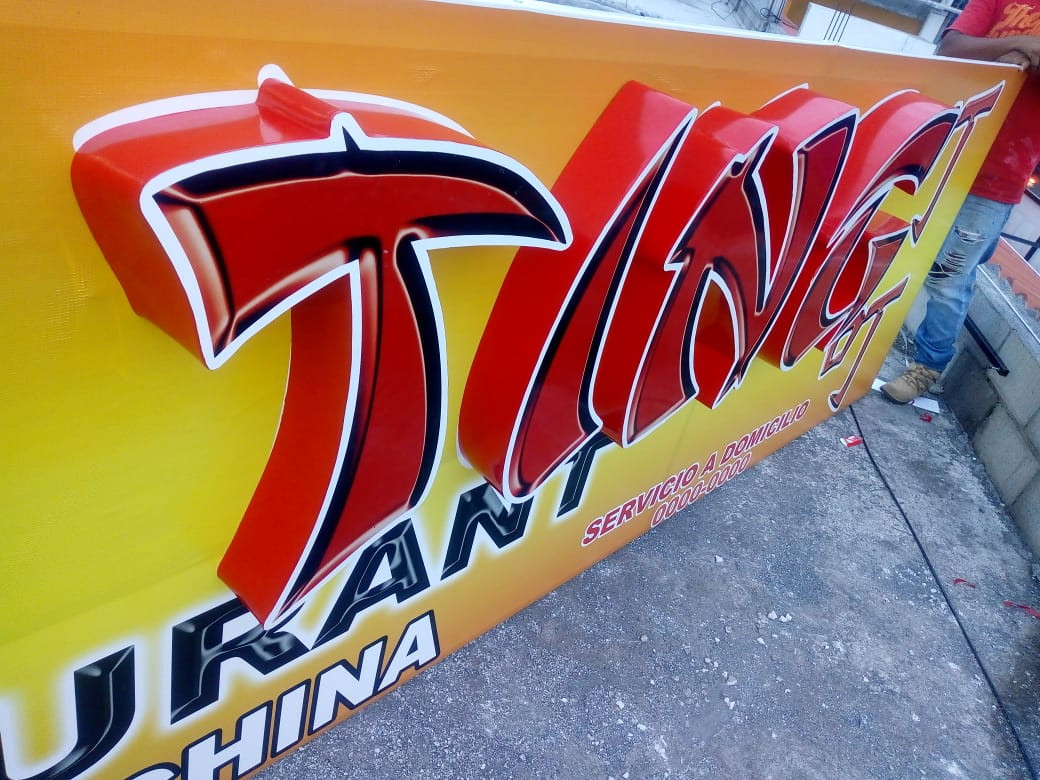 TING
URANT
CHINA
SERVICIO A DOMICILIO
0000-0000